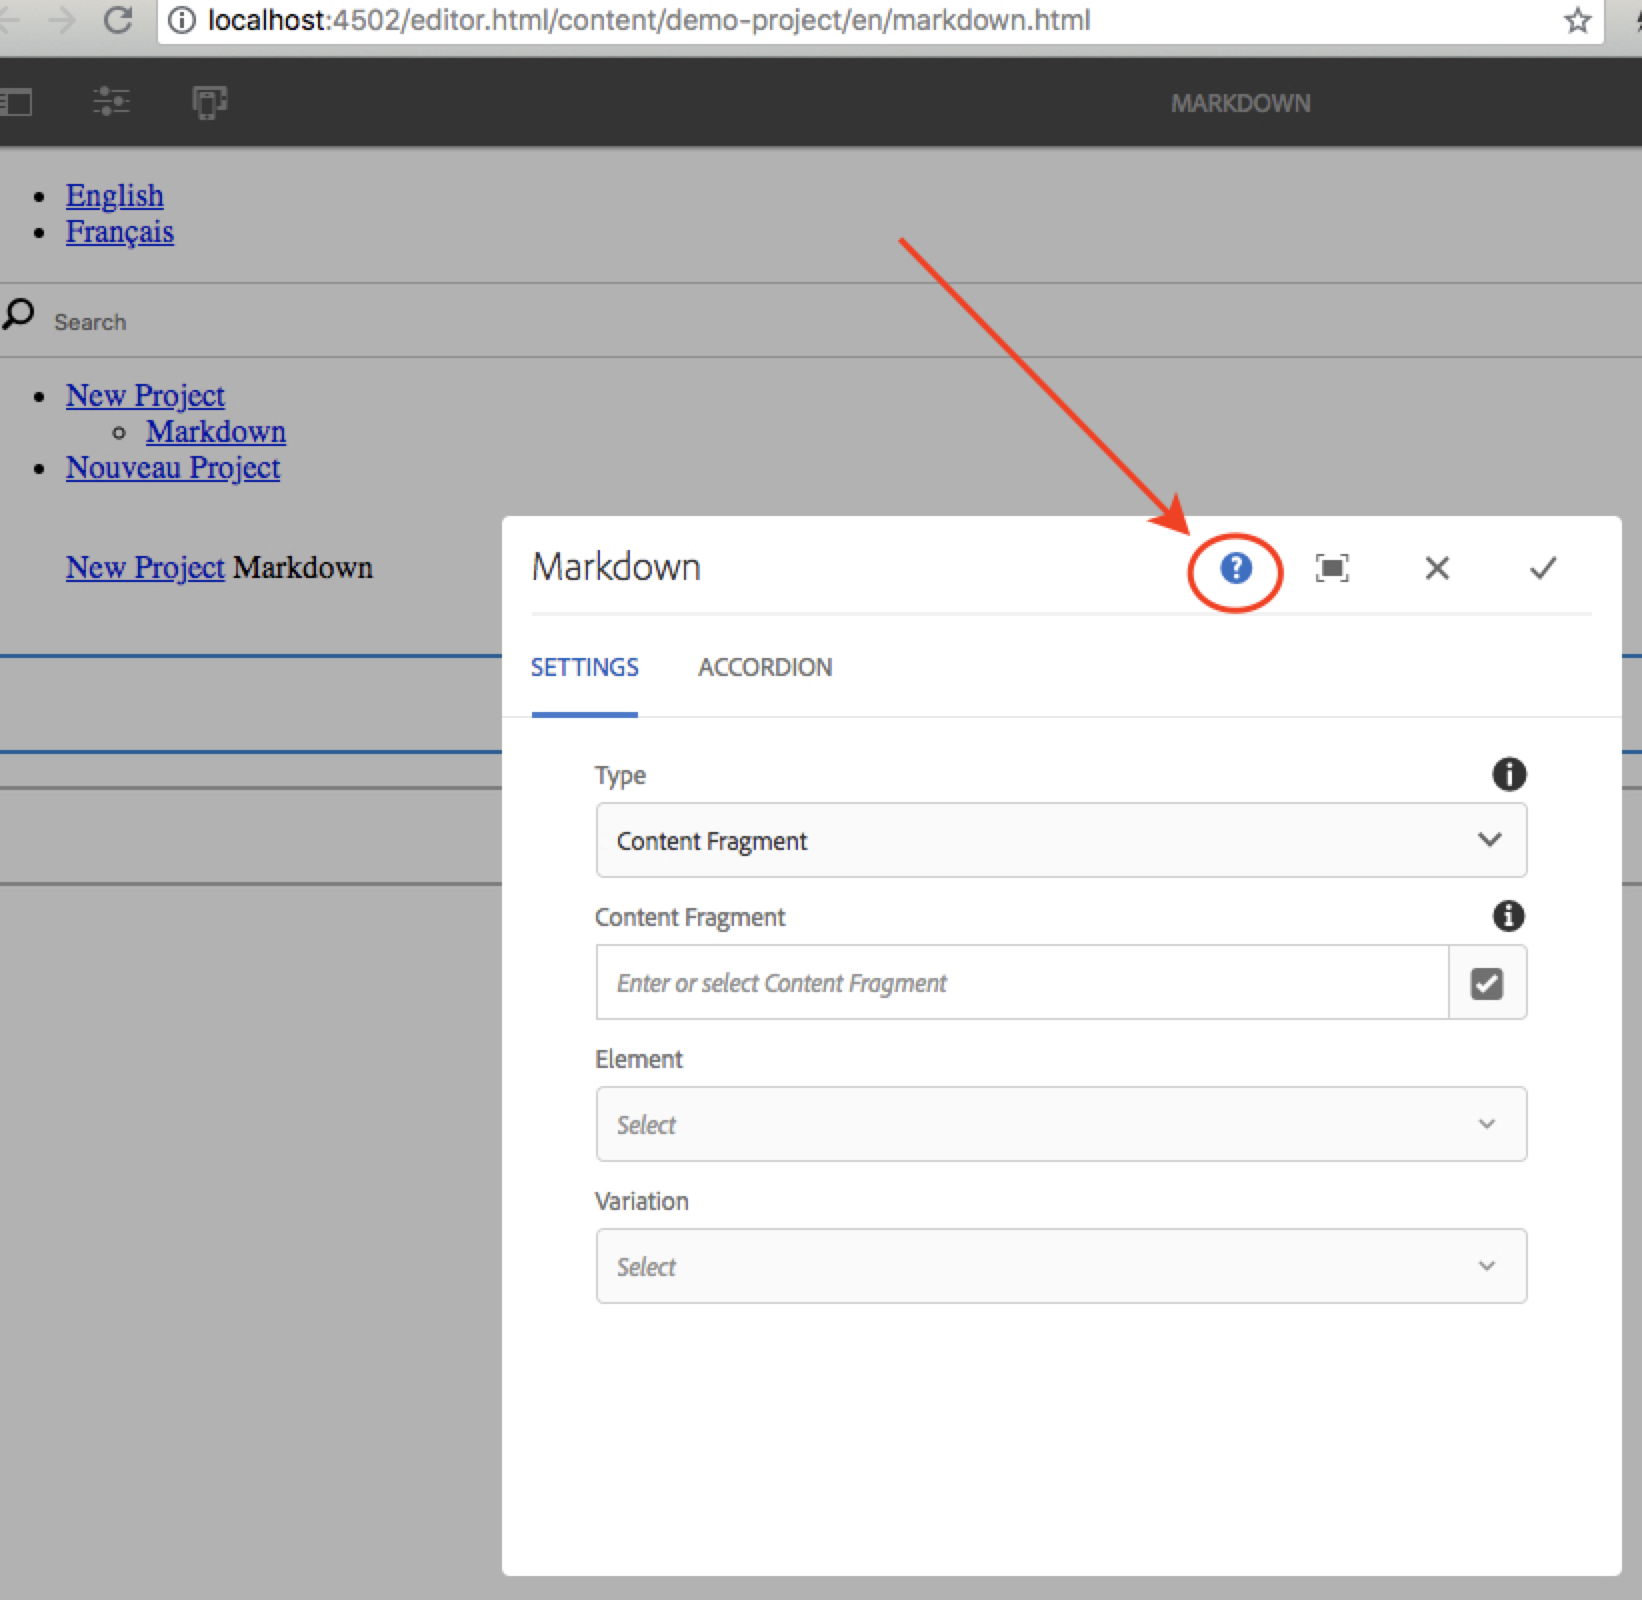 localhost:4502/editor.html/content/demo-project/en/markdown.html
MARKDOWN
English
Français
Search
New Project
Markdown
Nouveau Project
New Project Markdown
Markdown
SETTINGS ACCORDION
Type
Content Fragment
Content Fragment
Enter or select Content Fragment
Element
Select
Variation
Select